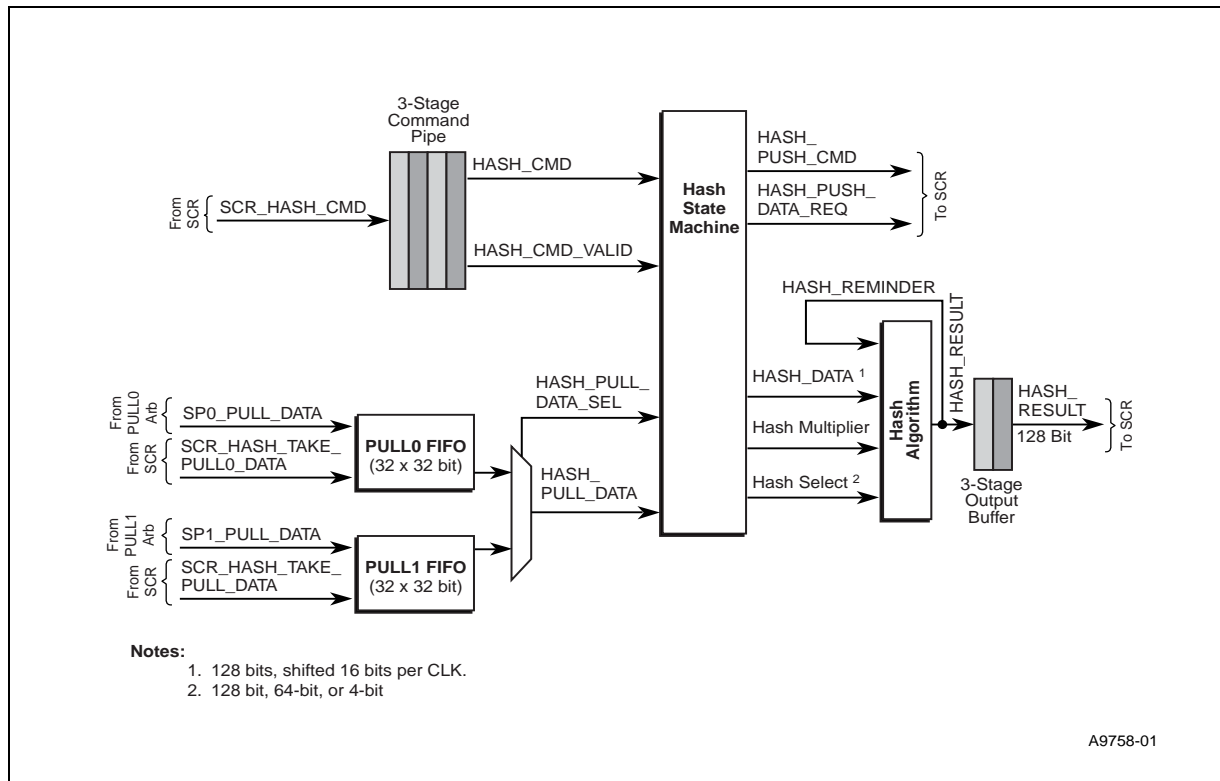 3-Stage
Command
Pipe
From
SCR
SCR_HASH_CMD
HASH_CMD
HASH_CMD_VALID
Hash
State
Machine
HASH_
PUSH_CMD
HASH_PUSH_
DATA_REQ
To SCR
HASH_REMINDER
HASH_RESULT
HASH_DATA 1
Hash Multiplier
Hash Select 2
Hash
Algorithm
HASH_
RESULT
128 Bit
To SCR
3-Stage
Output
Buffer
From
PULL0
Arb
SP0_PULL_DATA
From
SCR
SCR_HASH_TAKE_
PULL0_DATA
PULL0 FIFO
(32 x 32 bit)
HASH_PULL_
DATA_SEL
HASH_
PULL_DATA
From
PULL1
Arb
SP1_PULL_DATA
From
SCR
SCR_HASH_TAKE_
PULL_DATA
PULL1 FIFO
(32 x 32 bit)
Notes:
1. 128 bits, shifted 16 bits per CLK.
2. 128 bit, 64-bit, or 4-bit
A9758-01